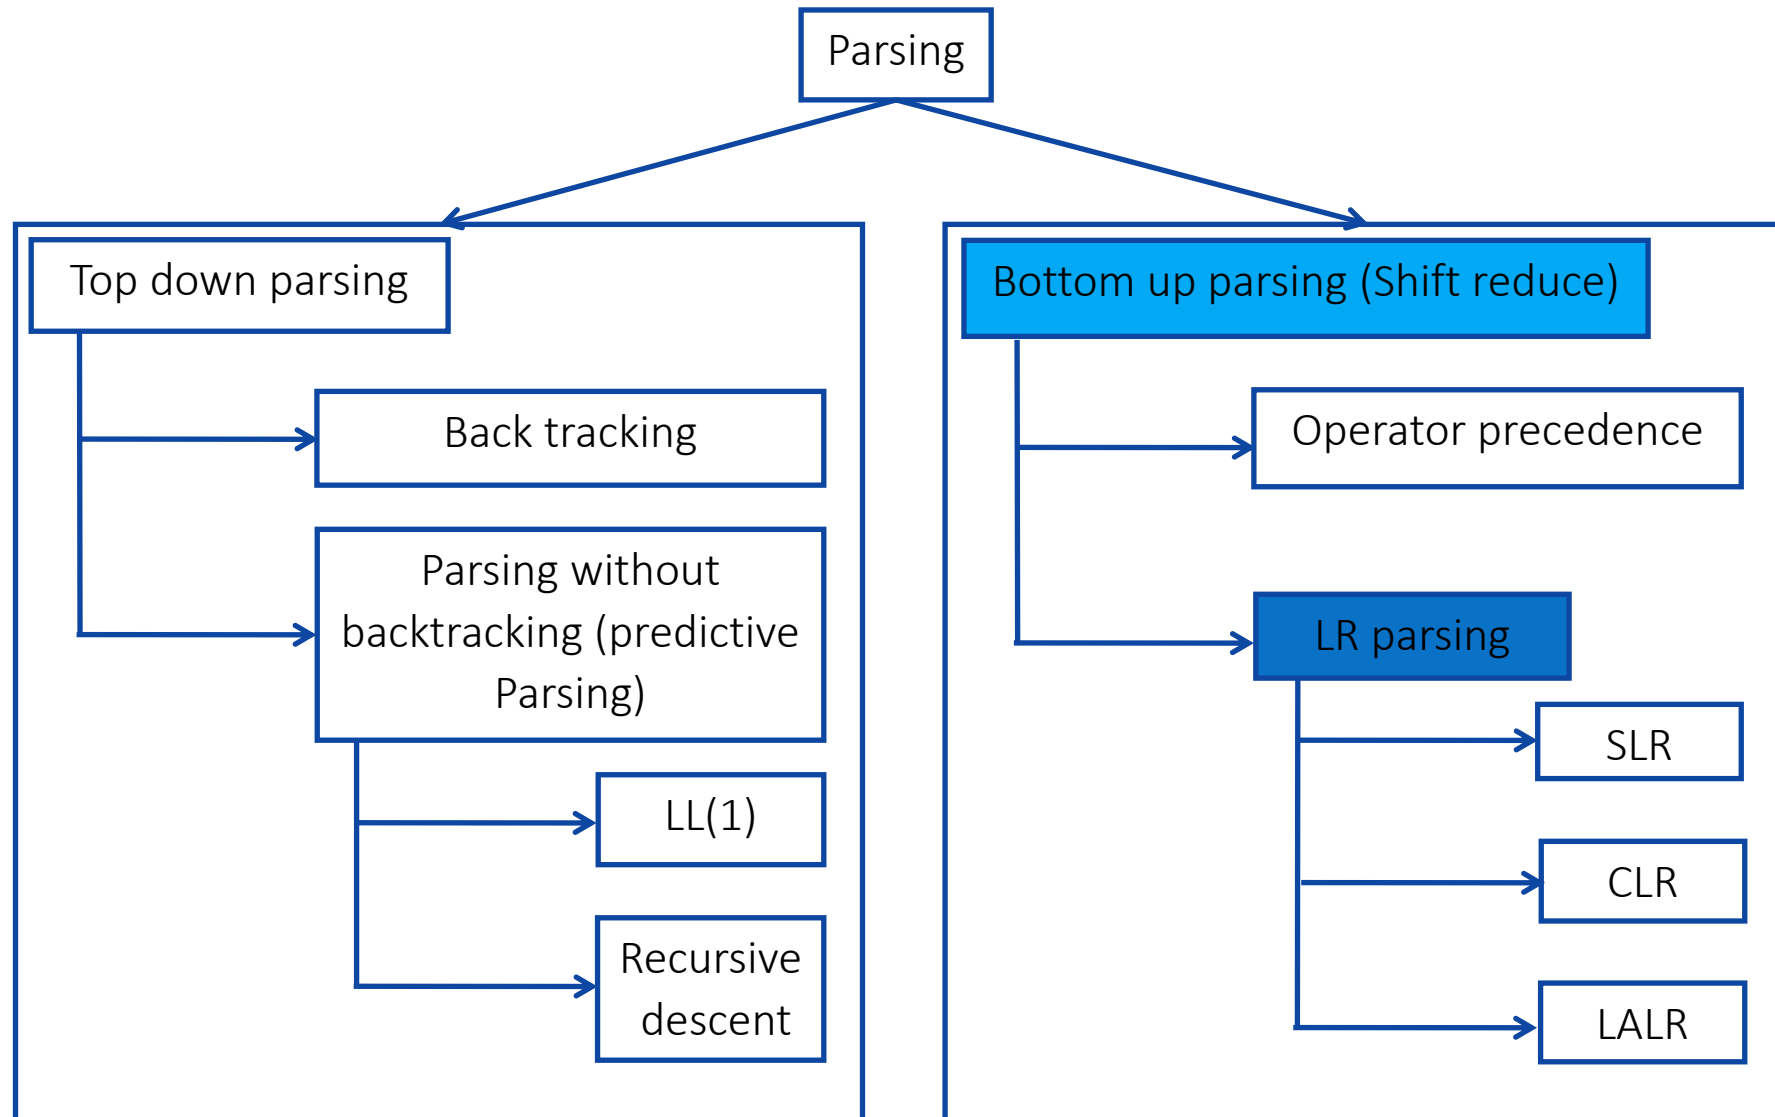 Parsing
Top down parsing
Back tracking
Parsing without
backtracking (predictive
Parsing)
LL(1)
Recursive
descent
Bottom up parsing (Shift reduce)
Operator precedence
LR parsing
SLR
CLR
LALR